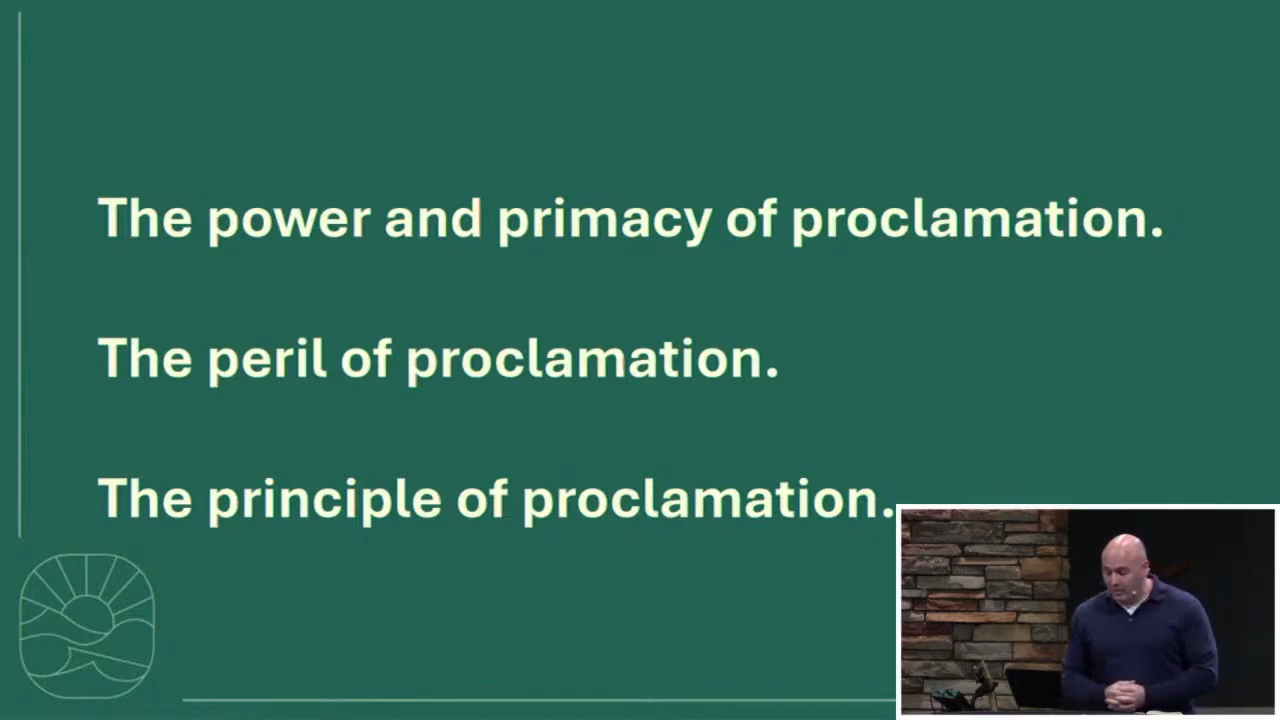 The power and primacy of proclamation.
The peril of proclamation.
The principle of proclamation.